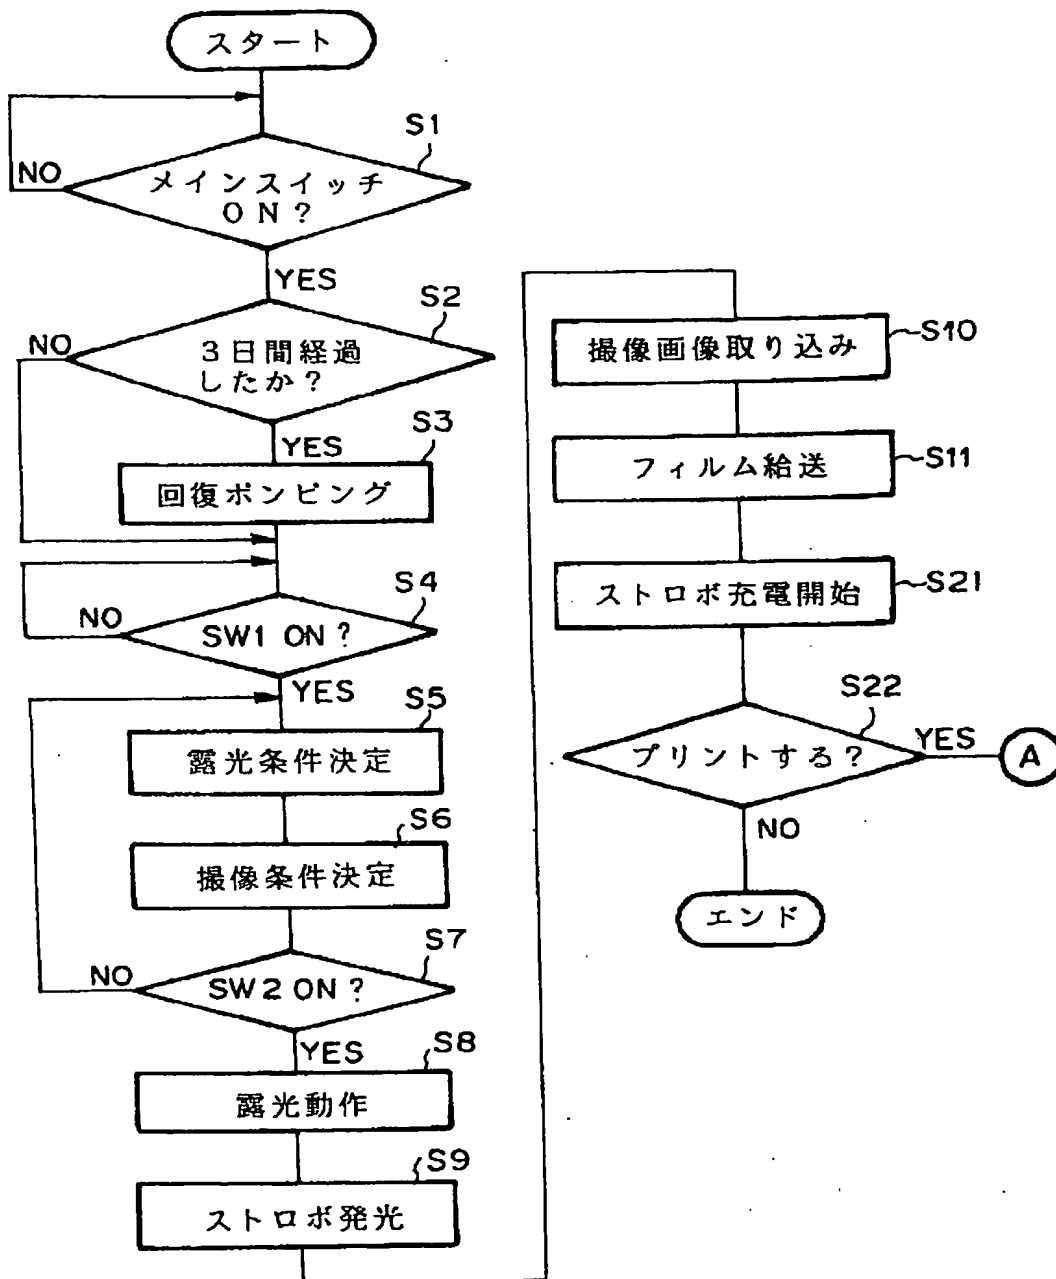 スタート
S1
NO
メインスイッチ
ON?
YES
S2
NO
3日間経過
したか?
YES
S3
回復ポンピング
S4
NO
SW1 ON?
YES
S5
露光条件決定
S6
撮像条件決定
S7
NO
SW2 ON?
YES
S8
露光動作
S9
ストロボ発光
撮像画像取り込み
S10
フィルム給送
S11
ストロボ充電開始
S21
S22
プリントする?
YES
A
NO
エンド